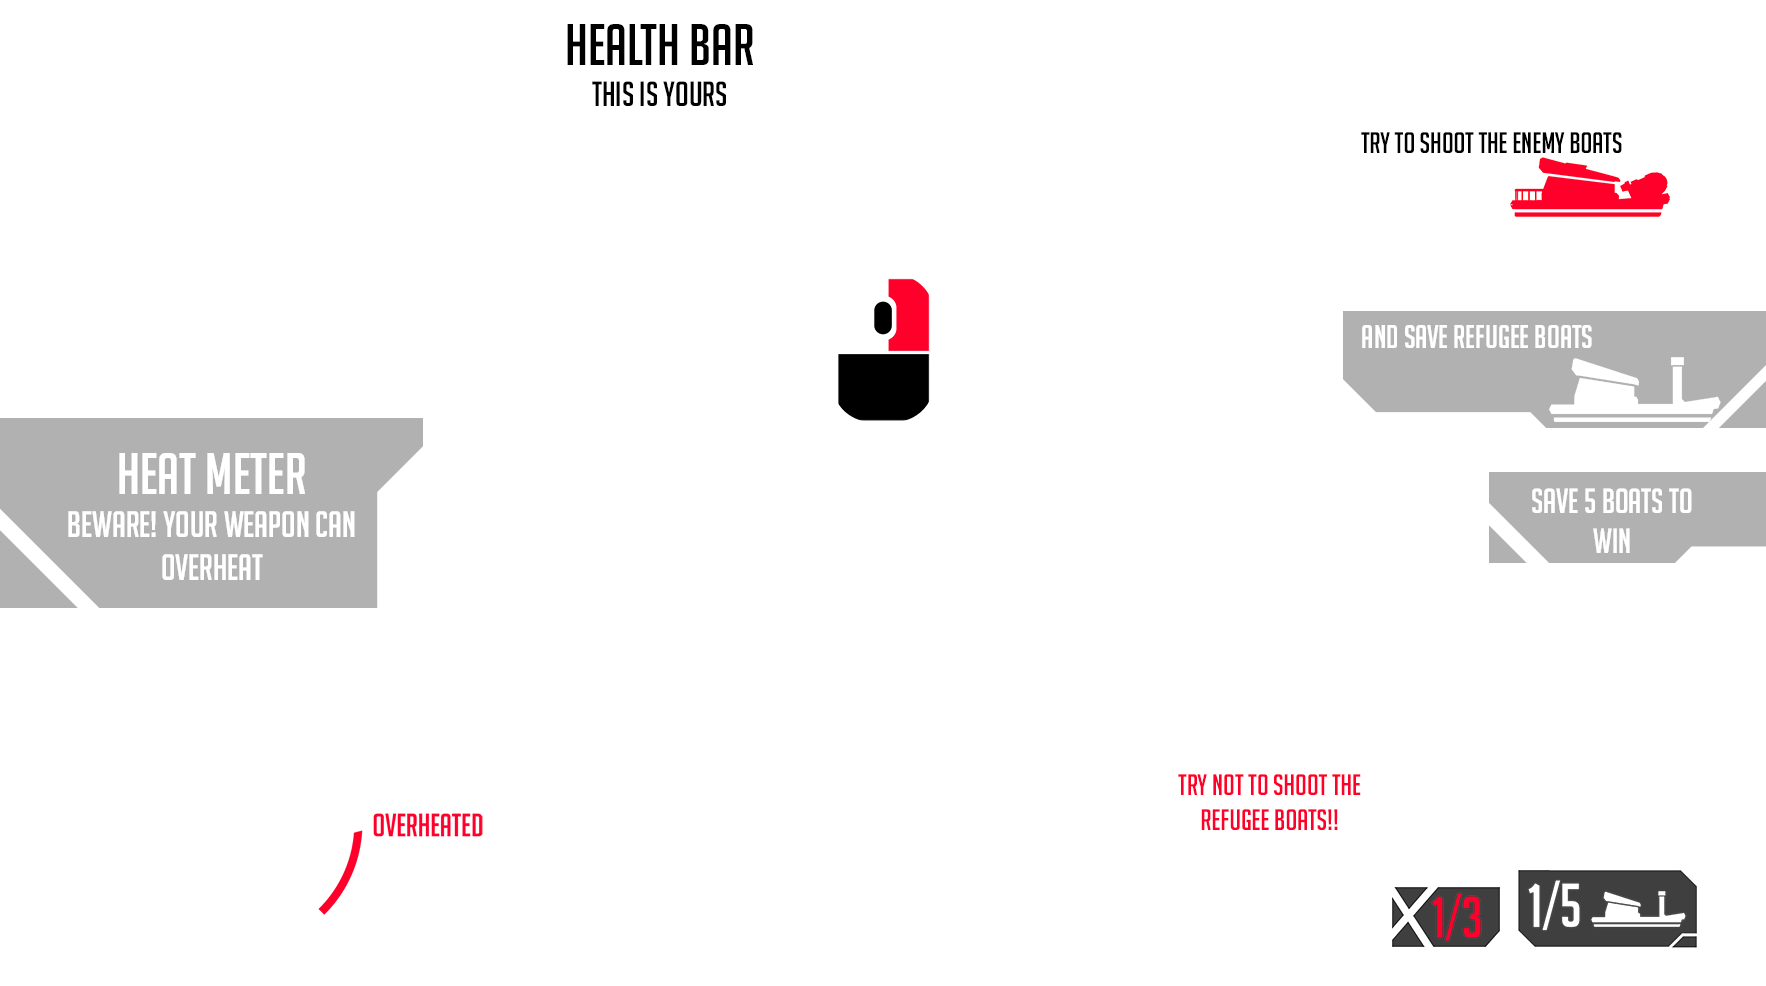 HEALTH BAR
THIS IS YOURS
TRY TO SHOOT THE ENEMY BOATS
AND SAVE REFUGEE BOATS
HEAT METER
BEWARE! YOUR WEAPON CAN
OVERHEAT
SAVE 5 BOATS TO
WIN
OVERHEATED
TRY NOT TO SHOOT THE
REFUGEE BOATS!!
1/3
1/5